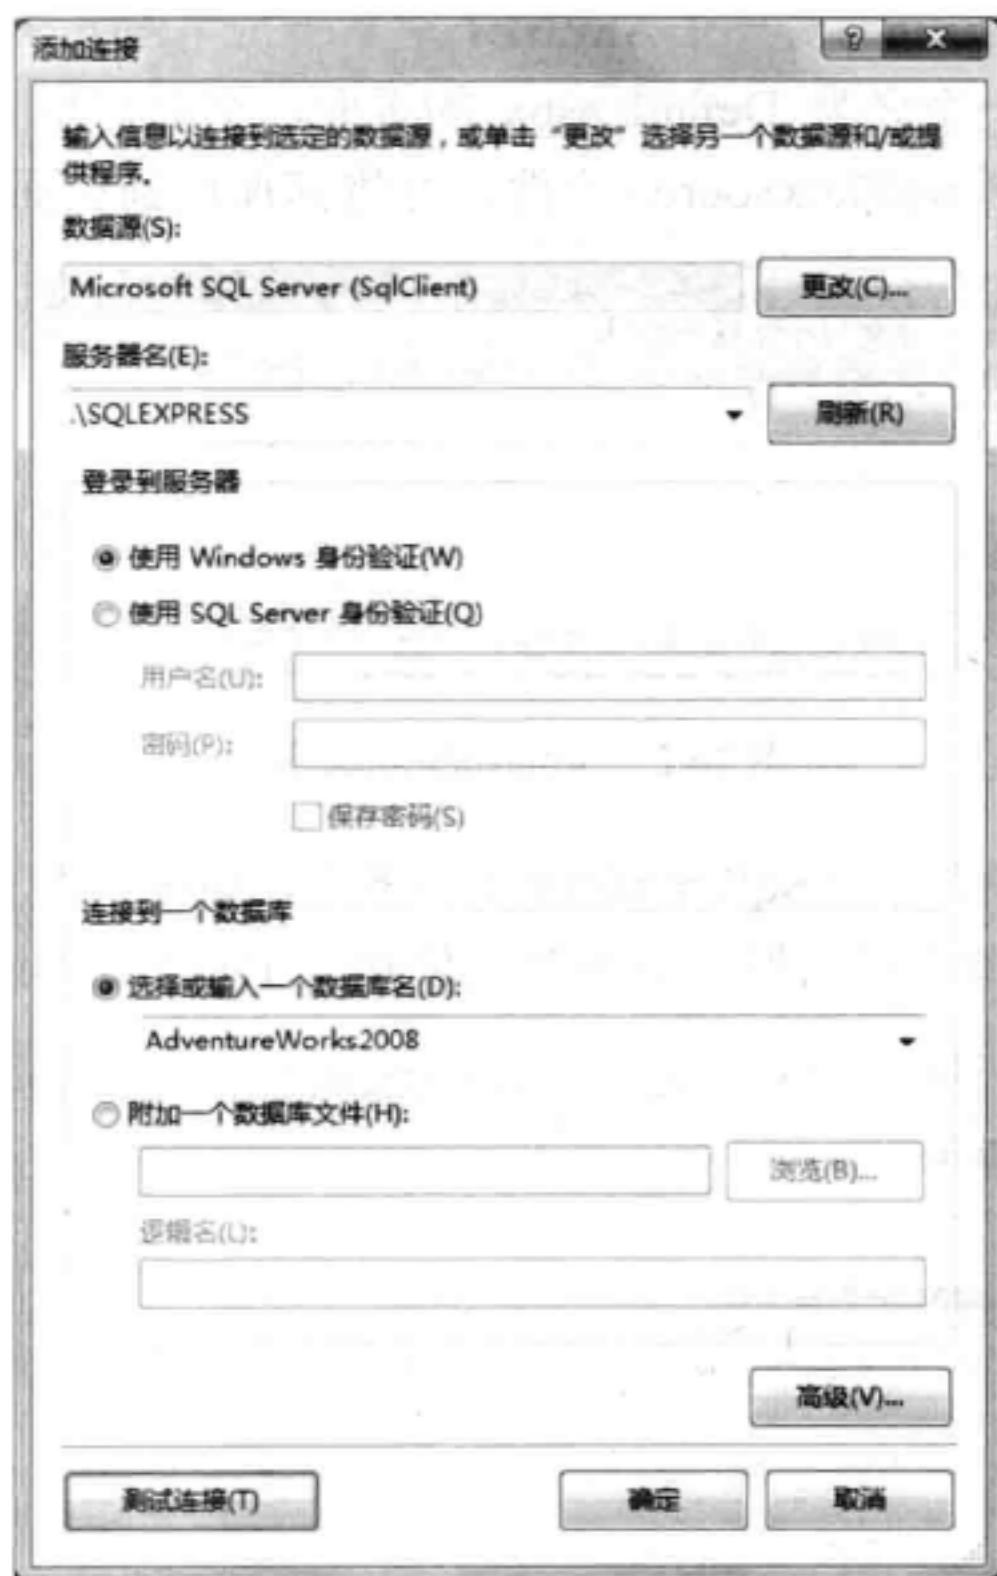 添加连接
输入信息以连接到选定的数据源，或单击“更改”选择另一个数据源和/或提
供程序。
数据源(S):
Microsoft SQL Server (SqlClient)
更改(C)...
服务器名(E):
.\SQLEXPRESS
刷新(R)
登录到服务器
使用 Windows 身份验证(W)
使用 SQL Server 身份验证(Q)
用户名(U):
密码(P):
保存密码(S)
连接到一个数据库
选择或输入一个数据库名(D):
AdventureWorks2008
附加一个数据库文件(H):
浏览(B)...
逻辑名(L):
高级(V)...
测试连接(T)
确定
取消